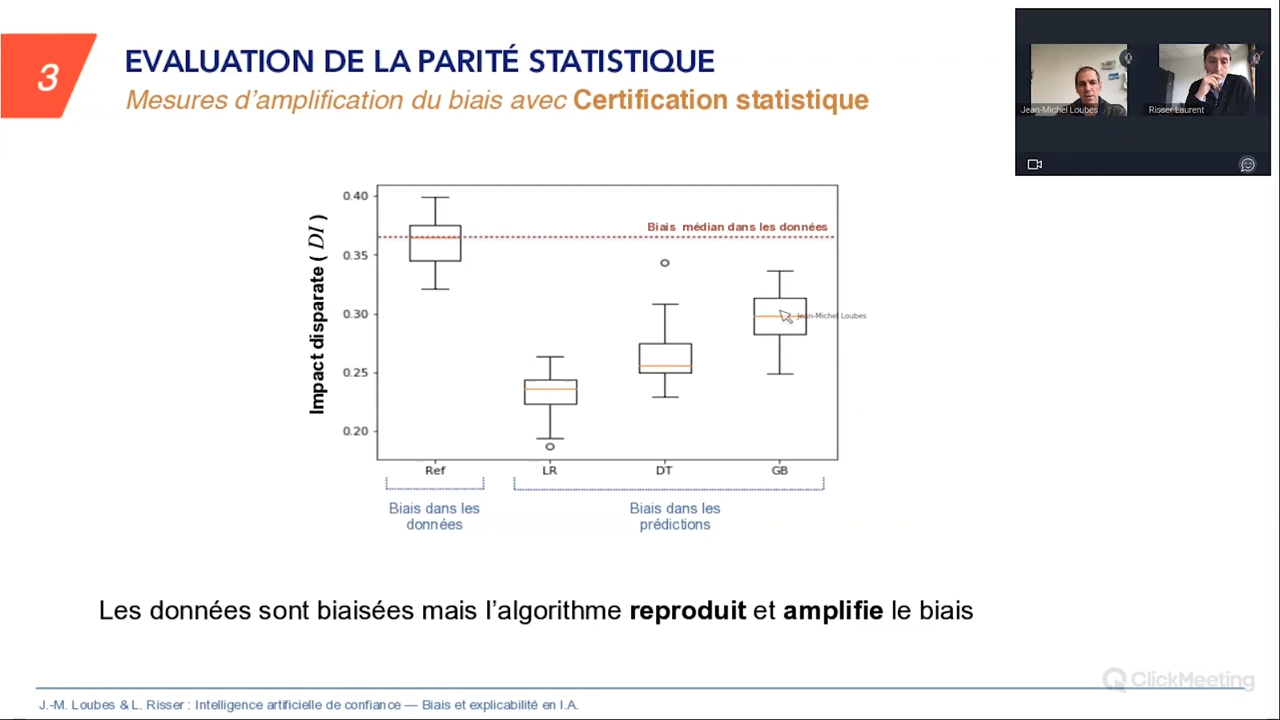 3
EVALUATION DE LA PARITÉ STATISTIQUE
Mesures d'amplification du biais avec Certification statistique
Jean-Michel Loubes
Risser Laurent
Impact disparate ( DI )
0.40
0.35
0.30
0.25
0.20
Biais médian dans les données
Jean-Michel Loubes
Ref
LR
DT
GB
Biais dans les
données
Biais dans les
prédictions
Les données sont biaisées mais l'algorithme reproduit et amplifie le biais
ClickMeeting
J.-M. Loubes & L. Risser : Intelligence artificielle de confiance — Biais et explicabilité en I.A.